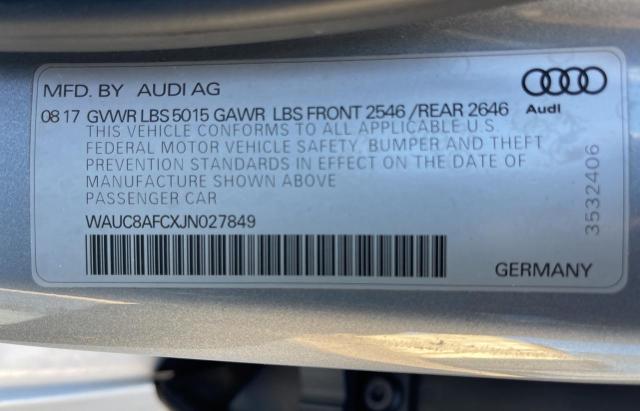 MFD. BY AUDI AG
08 17 GVWR LBS 5015 GAWR LBS FRONT 2546 /REAR 2646
THIS VEHICLE CONFORMS TO ALL APPLICABLE U.S.
FEDERAL MOTOR VEHICLE SAFETY, BUMPER AND THEFT
PREVENTION STANDARDS IN EFFECT ON THE DATE OF
MANUFACTURE SHOWN ABOVE
PASSENGER CAR
WAUC8AFCXJN027849
Audi
3532406
GERMANY